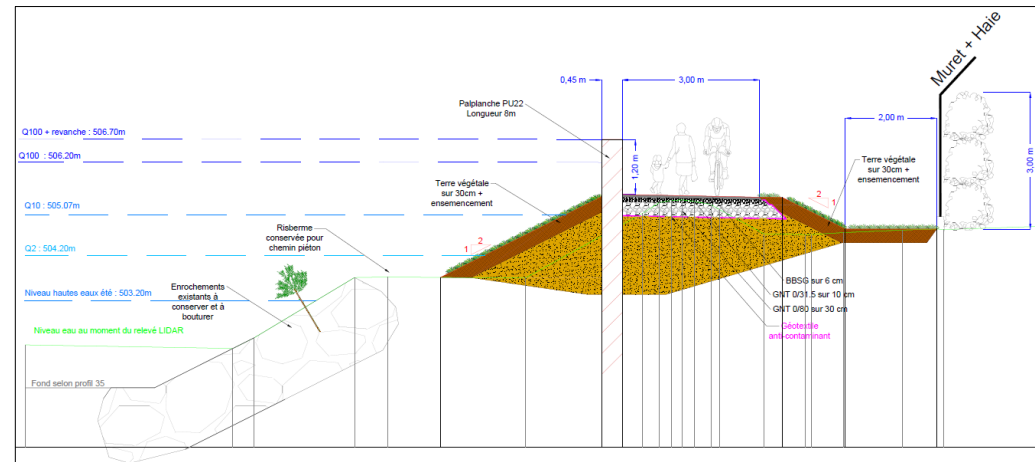 Muret + Haie
0,45 m
3,00 m
Palplanche PU22
Longueur 8m
2,00 m
Q100 + revanche : 506.70m
Q100 : 506.20m
1,20 m
3,00 m
Terre végétale
sur 30cm +
ensemencement
Terre végétale
sur 30cm +
ensemencement
2
1
Q10 : 505.07m
Risberme
conservée pour
chemin piéton
2
1
Q2 : 504.20m
BBSG sur 6 cm
GNT 0/31.5 sur 10 cm
GNT 0/80 sur 30 cm
Géotextile
anti-contaminant
Enrochements
existants à
conserver et à
bouturer
Niveau hautes eaux été : 503.20m
Niveau eau au moment du relevé LIDAR
Fond selon profil 35